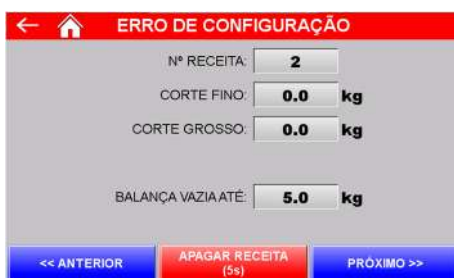 ERRO DE CONFIGURAÇÃO
Nº RECEITA: 2
CORTE FINO: 0.0 kg
CORTE GROSSO: 0.0 kg
BALANÇA VAZIA ATÉ: 5.0 kg
<< ANTERIOR
APAGAR RECEITA
(5s)
PRÓXIMO >>